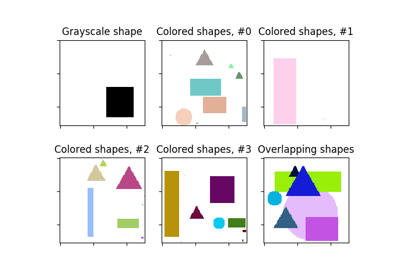 Grayscale shape
Colored shapes, #0
Colored shapes, #1
Colored shapes, #2
Colored shapes, #3
Overlapping shapes